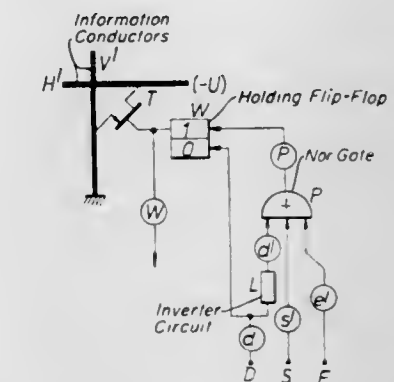 Information
Conductors
V'
H'
(-U)
T
W
Holding Flip-Flop
1
0
P
Nor Gate
W
+
P
d'
L
Inverter
Circuit
s'
e'
d
D
S
E